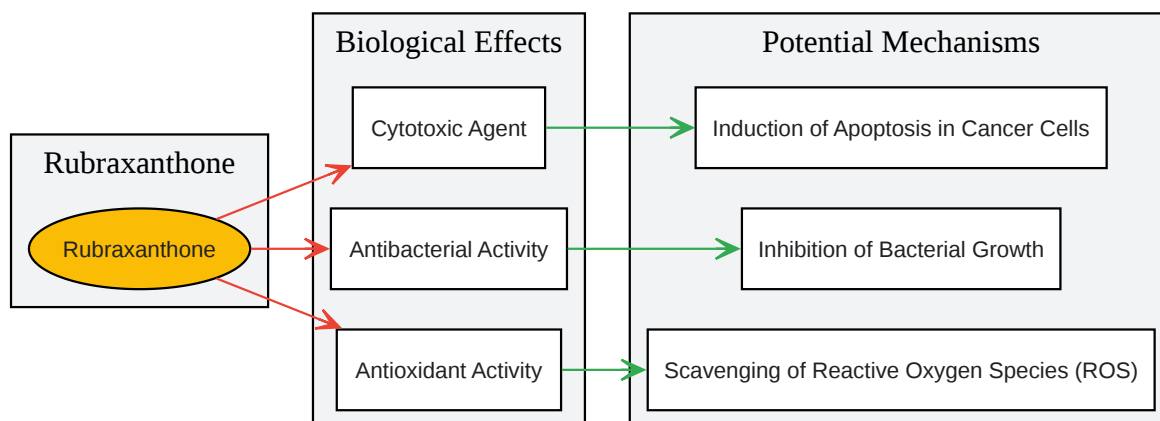 Rubraxanthone
Rubraxanthone
Biological Effects
Cytotoxic Agent
Antibacterial Activity
Antioxidant Activity
Potential Mechanisms
Induction of Apoptosis in Cancer Cells
Inhibition of Bacterial Growth
Scavenging of Reactive Oxygen Species (ROS)